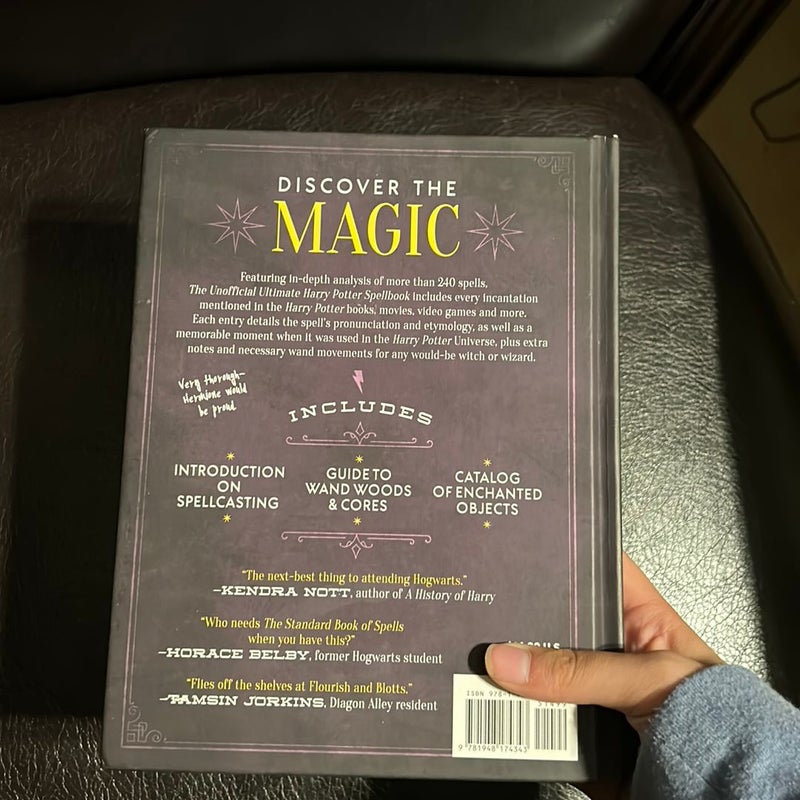 DISCOVER THE
MAGIC
Featuring in-depth analysis of more than 240 spells,
The Unofficial Ultimate Harry Potter Spellbook includes every incantation
mentioned in the Harry Potter books, movies, video games and more.
Each entry details the spell's pronunciation and etymology, as well as a
memorable moment when it was used in the Harry Potter Universe, plus extra
notes and necessary wand movements for any would-be witch or wizard.
Very thorough–
Hermione would
be proud
INCLUDES
INTRODUCTION
ON
SPELLCASTING
GUIDE TO
WAND WOODS
& CORES
CATALOG
OF ENCHANTED
OBJECTS
"The next-best thing to attending Hogwarts."
–KENDRA NOTT, author of A History of Harry
"Who needs The Standard Book of Spells
when you have this?"
–HORACE BELBY, former Hogwarts student
"Flies off the shelves at Flourish and Blotts."
–TAMSIN JORKINS, Diagon Alley resident
U.S.
ISBN 978-1
9 781948 174343